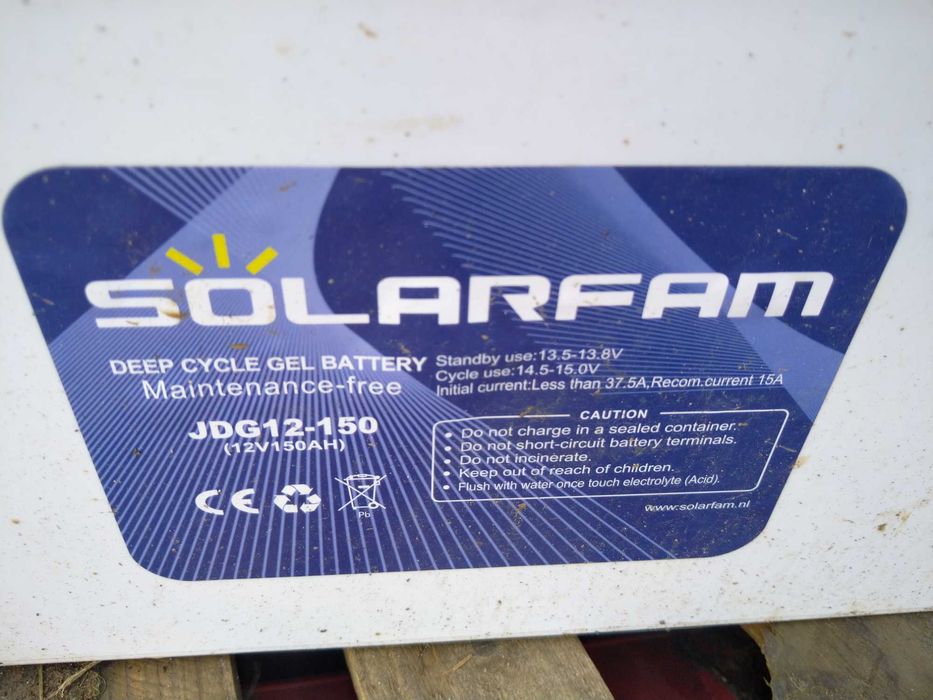 SOLARFAM
DEEP CYCLE GEL BATTERY
Maintenance-free
Standby use:13.5-13.8V
Cycle use:14.5-15.0V
Initial current:Less than 37.5A,Recom.current 15A
JDG12-150
(12V150AH)
CAUTION
• Do not charge in a sealed container.
• Do not short-circuit battery terminals.
• Do not incinerate.
• Keep out of reach of children.
• Flush with water once touch electrolyte (Acid).
CE
Pb
www.solarfam.nl